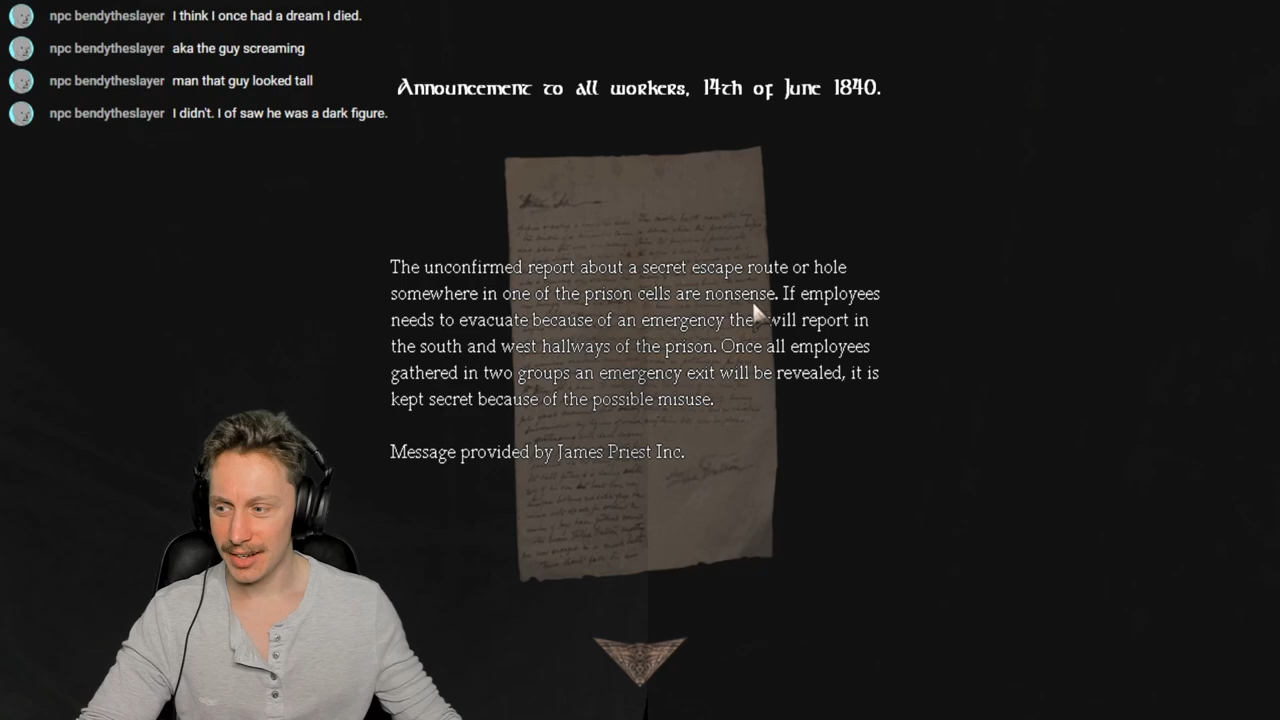 npc bendytheslayer I think I once had a dream I died.
npc bendytheslayer aka the guy screaming
npc bendytheslayer man that guy looked tall
npc bendytheslayer I didn't. I of saw he was a dark figure.
Announcement to all workers, 14th of June 1840.
The unconfirmed report about a secret escape route or hole
somewhere in one of the prison cells are nonsense. If employees
needs to evacuate because of an emergency will report in
the south and west hallways of the prison. Once all employees
gathered in two groups an emergency exit will be revealed, it is
kept secret because of the possible misuse.
Message provided by James Priest Inc.